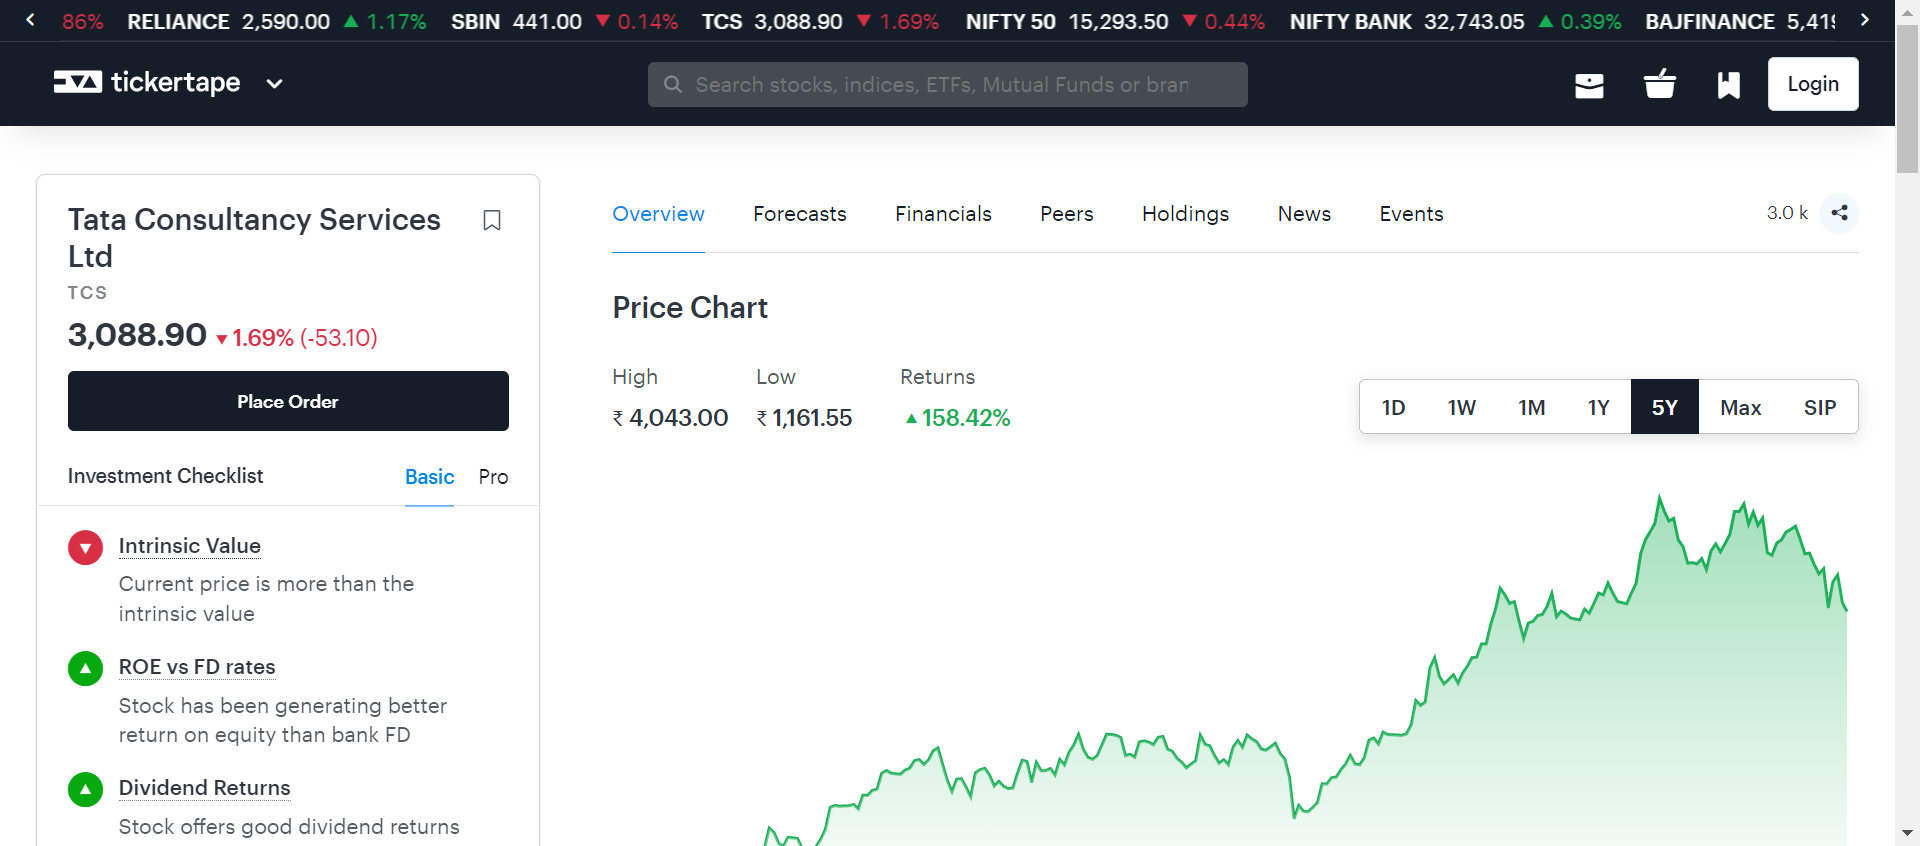 86% RELIANCE 2,590.00 ▲ 1.17% SBIN 441.00 ▼ 0.14% TCS 3,088.90 ▼ 1.69% NIFTY 50 15,293.50 ▼ 0.44% NIFTY BANK 32,743.05 ▲ 0.39% BAJFINANCE
tickertape
Search stocks, indices, ETFs, Mutual Funds or bran
Login
Tata Consultancy Services
Ltd
TCS
3,088.90 ▼ 1.69% (-53.10)
Place Order
Investment Checklist Basic Pro
Intrinsic Value
Current price is more than the
intrinsic value
ROE vs FD rates
Stock has been generating better
return on equity than bank FD
Dividend Returns
Stock offers good dividend returns
Overview Forecasts Financials Peers Holdings News Events 3.0 k
Price Chart
High Low Returns
₹ 4,043.00 ₹ 1,161.55 ▲ 158.42%
1D 1W 1M 1Y 5Y Max SIP